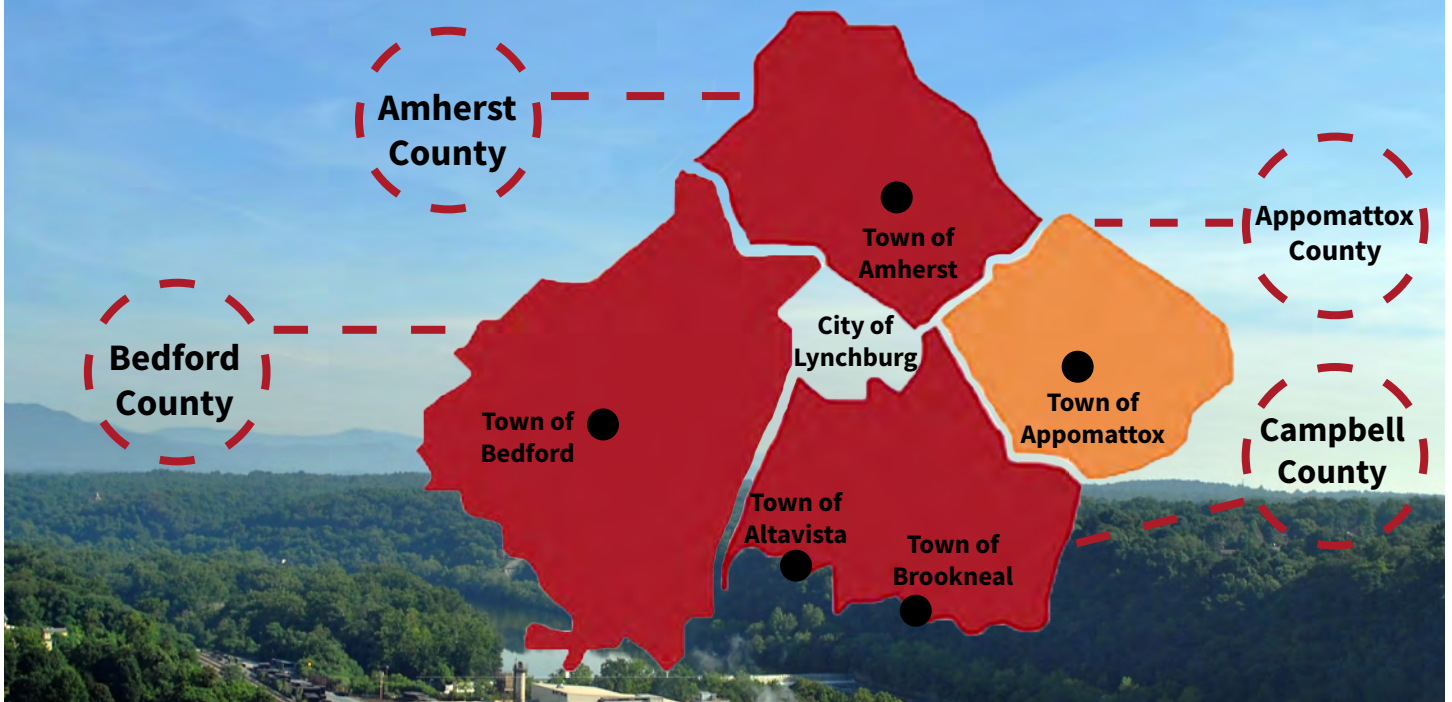 Amherst
County
Appomattox
County
Town of
Amherst
City of
Lynchburg
Bedford
County
Town of
Appomattox
Town of
Bedford
Campbell
County
Town of
Altavista
Town of
Brookneal